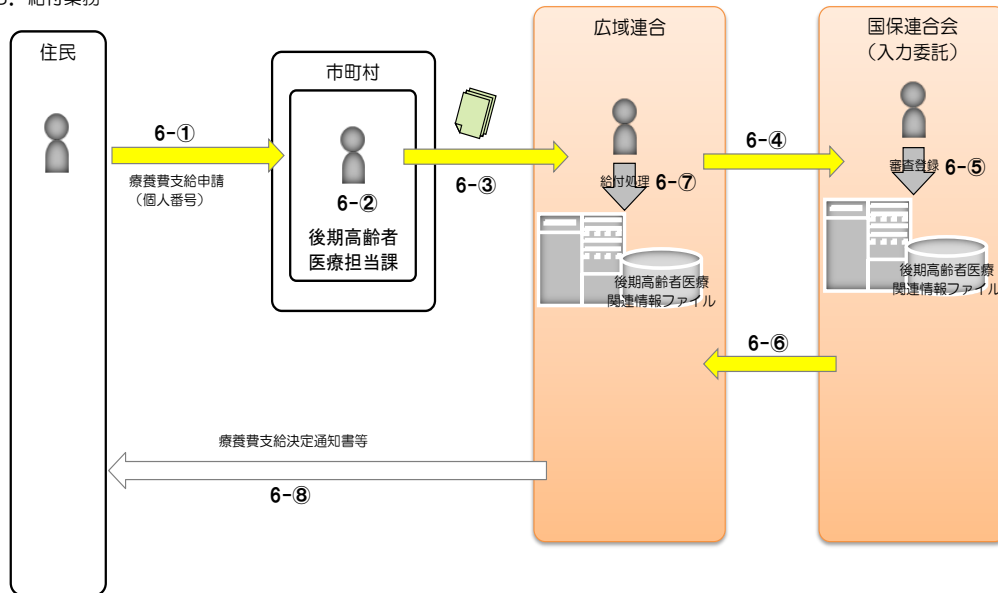 給付業務
住民
市町村
広域連合
国保連合会
(入力委託)
6-①
療養費支給申請
(個人番号)
6-②
後期高齢者
医療担当課
6-③
給付処理
6-⑦
後期高齢者医療
関連情報ファイル
6-④
審査登録
6-⑤
後期高齢者医療
関連情報ファイル
6-⑥
療養費支給決定通知書等
6-⑧